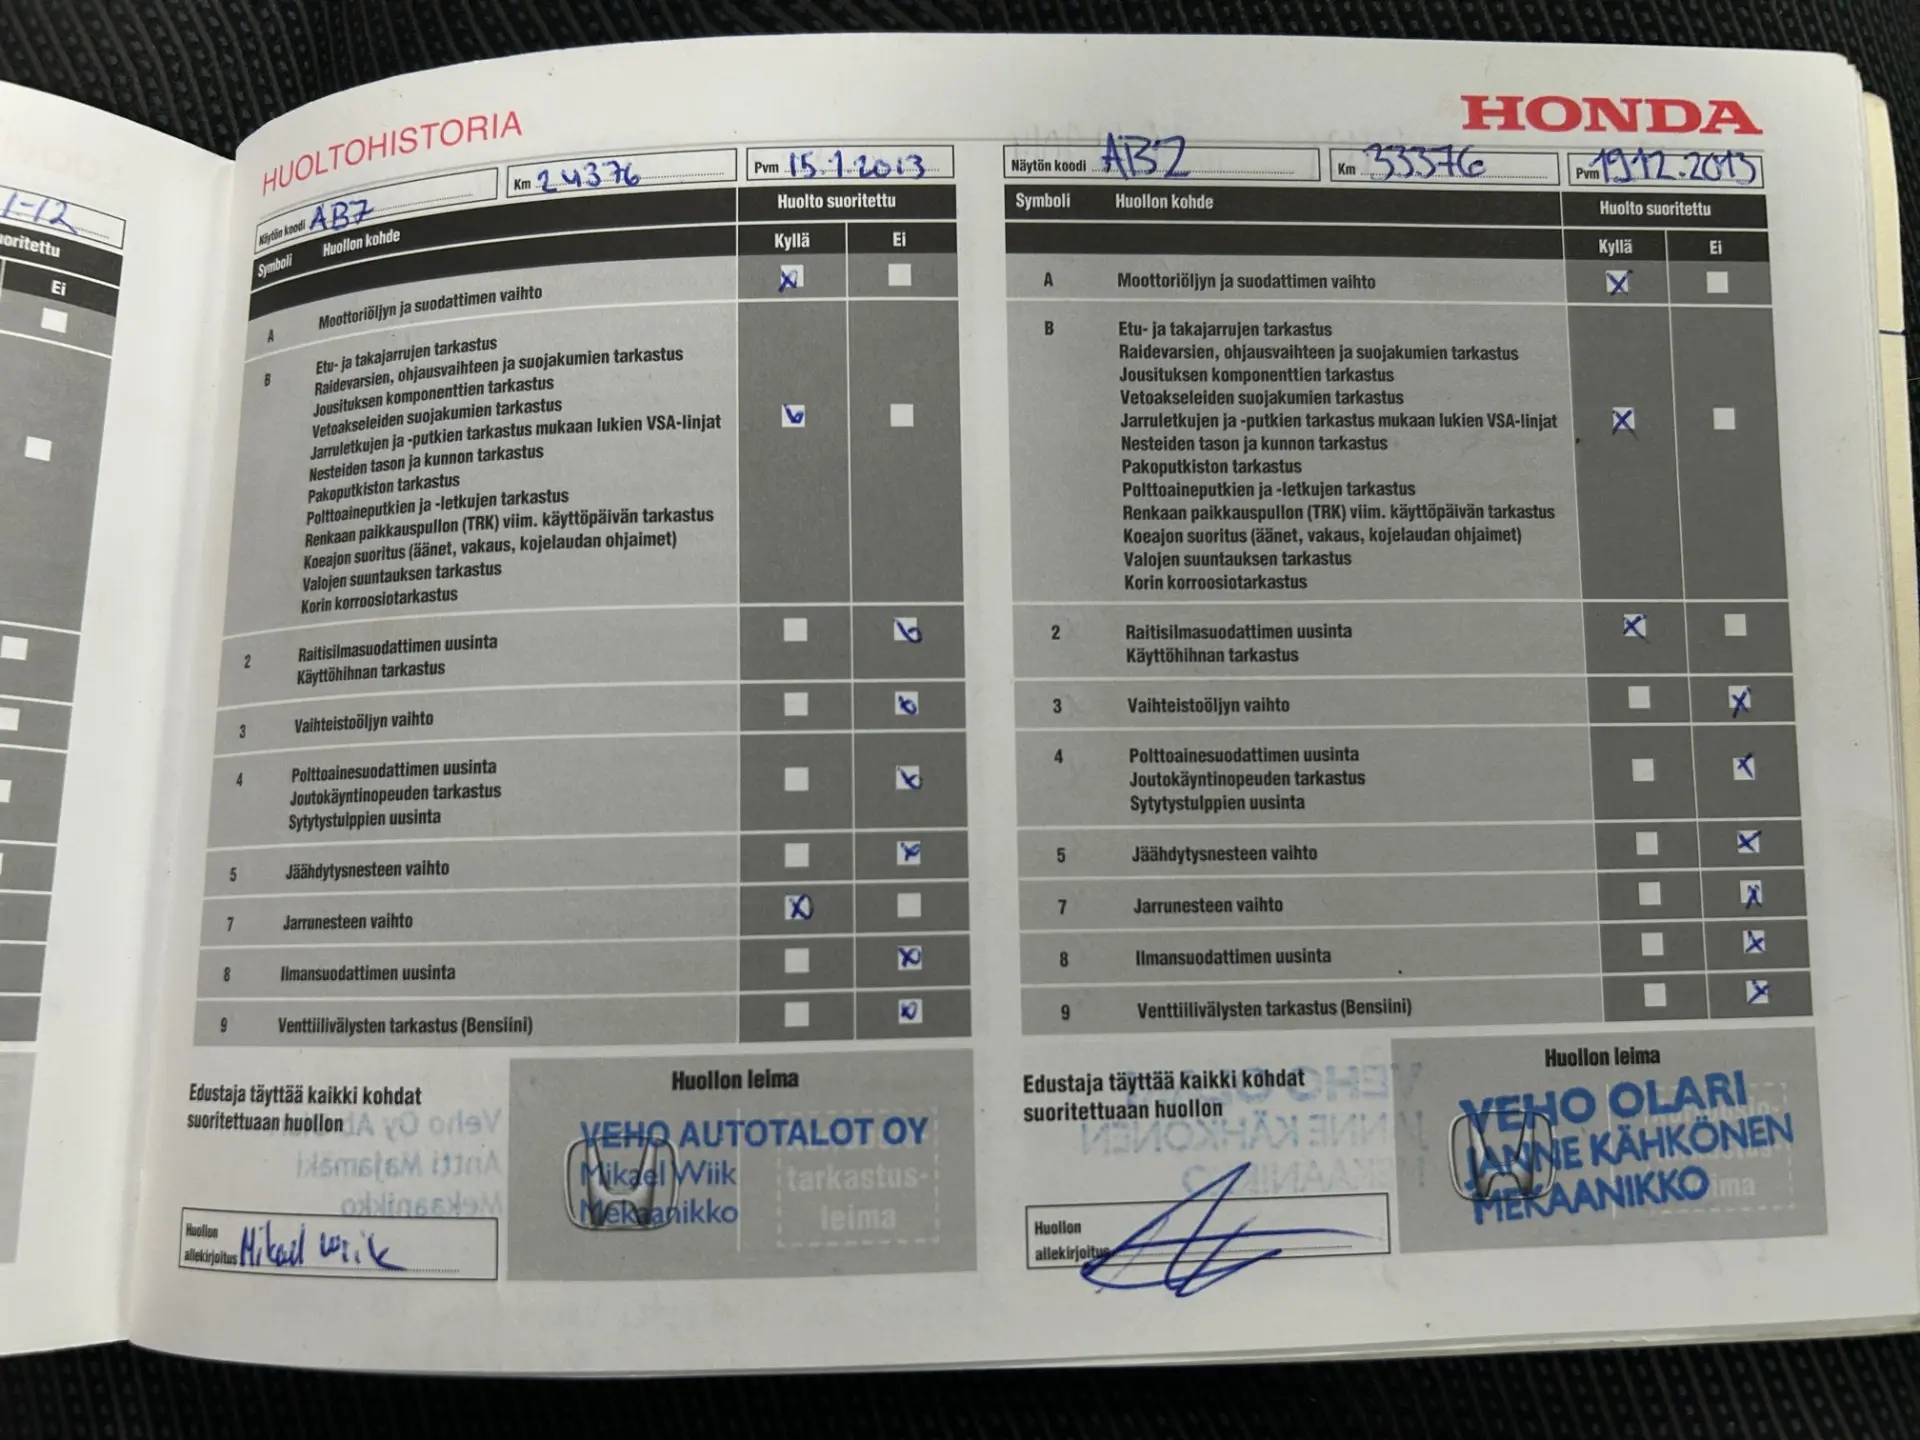 1-12
Ei
HUOLTOHISTORIA
HONDA
Näytön koodi AB7
Km 24376
Pvm 15.1.2013
Symboli Huollon kohde Huolto suoritettu
Kyllä Ei
A Moottoriöljyn ja suodattimen vaihto
B Etu- ja takajarrujen tarkastus
Raidevarsien, ohjausvaihteen ja suojakumien tarkastus
Jousituksen komponenttien tarkastus
Vetoakseleiden suojakumien tarkastus
Jarruletkujen ja -putkien tarkastus mukaan lukien VSA-linjat
Nesteiden tason ja kunnon tarkastus
Pakoputkiston tarkastus
Polttoaineputkien ja -letkujen tarkastus
Renkaan paikkauspullon (TRK) viim. käyttöpäivän tarkastus
Koeajon suoritus (äänet, vakaus, kojelaudan ohjaimet)
Valojen suuntauksen tarkastus
Korin korroosiotarkastus
2 Raitisilmasuodattimen uusinta
Käyttöhihnan tarkastus
3 Vaihteistoöljyn vaihto
4 Polttoainesuodattimen uusinta
Joutokäyntinopeuden tarkastus
Sytytystulppien uusinta
5 Jäähdytysnesteen vaihto
7 Jarrunesteen vaihto
8 Ilmansuodattimen uusinta
9 Venttiilivälysten tarkastus (Bensiini)
Edustaja täyttää kaikki kohdat
suoritettuaan huollon
Huollon leima
VEHO AUTOTALOT OY
Mikael Wiik
Mekaanikko
tarkastus-
leima
Huollon
allekirjoitus Mikael Wiik
Näytön koodi AB2
Km 33376
Pvm 19.12.2013
Symboli Huollon kohde Huolto suoritettu
Kyllä Ei
A Moottoriöljyn ja suodattimen vaihto
B Etu- ja takajarrujen tarkastus
Raidevarsien, ohjausvaihteen ja suojakumien tarkastus
Jousituksen komponenttien tarkastus
Vetoakseleiden suojakumien tarkastus
Jarruletkujen ja -putkien tarkastus mukaan lukien VSA-linjat
Nesteiden tason ja kunnon tarkastus
Pakoputkiston tarkastus
Polttoaineputkien ja -letkujen tarkastus
Renkaan paikkauspullon (TRK) viim. käyttöpäivän tarkastus
Koeajon suoritus (äänet, vakaus, kojelaudan ohjaimet)
Valojen suuntauksen tarkastus
Korin korroosiotarkastus
2 Raitisilmasuodattimen uusinta
Käyttöhihnan tarkastus
3 Vaihteistoöljyn vaihto
4 Polttoainesuodattimen uusinta
Joutokäyntinopeuden tarkastus
Sytytystulppien uusinta
5 Jäähdytysnesteen vaihto
7 Jarrunesteen vaihto
8 Ilmansuodattimen uusinta
9 Venttiilivälysten tarkastus (Bensiini)
Edustaja täyttää kaikki kohdat
suoritettuaan huollon
Huollon leima
VEHO OLARI
JANNE KÄHKÖNEN
MEKAANIKKO
Huollon
allekirjoitus